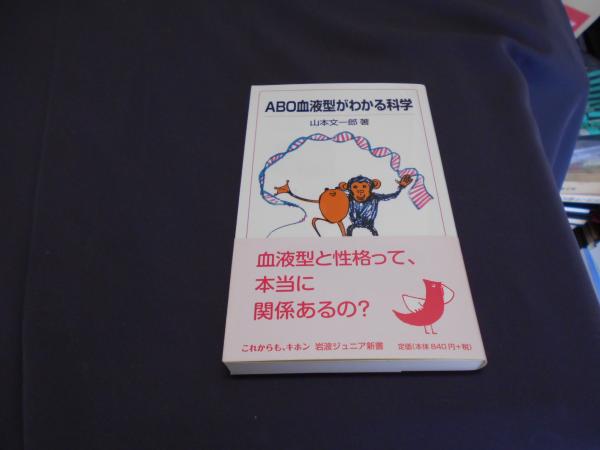 ABO血液型がわかる科学
山本文一郎 著
血液型と性格って、
本当に
関係あるの?
これからも、キホン 岩波ジュニア新書 定価(本体840円+税)